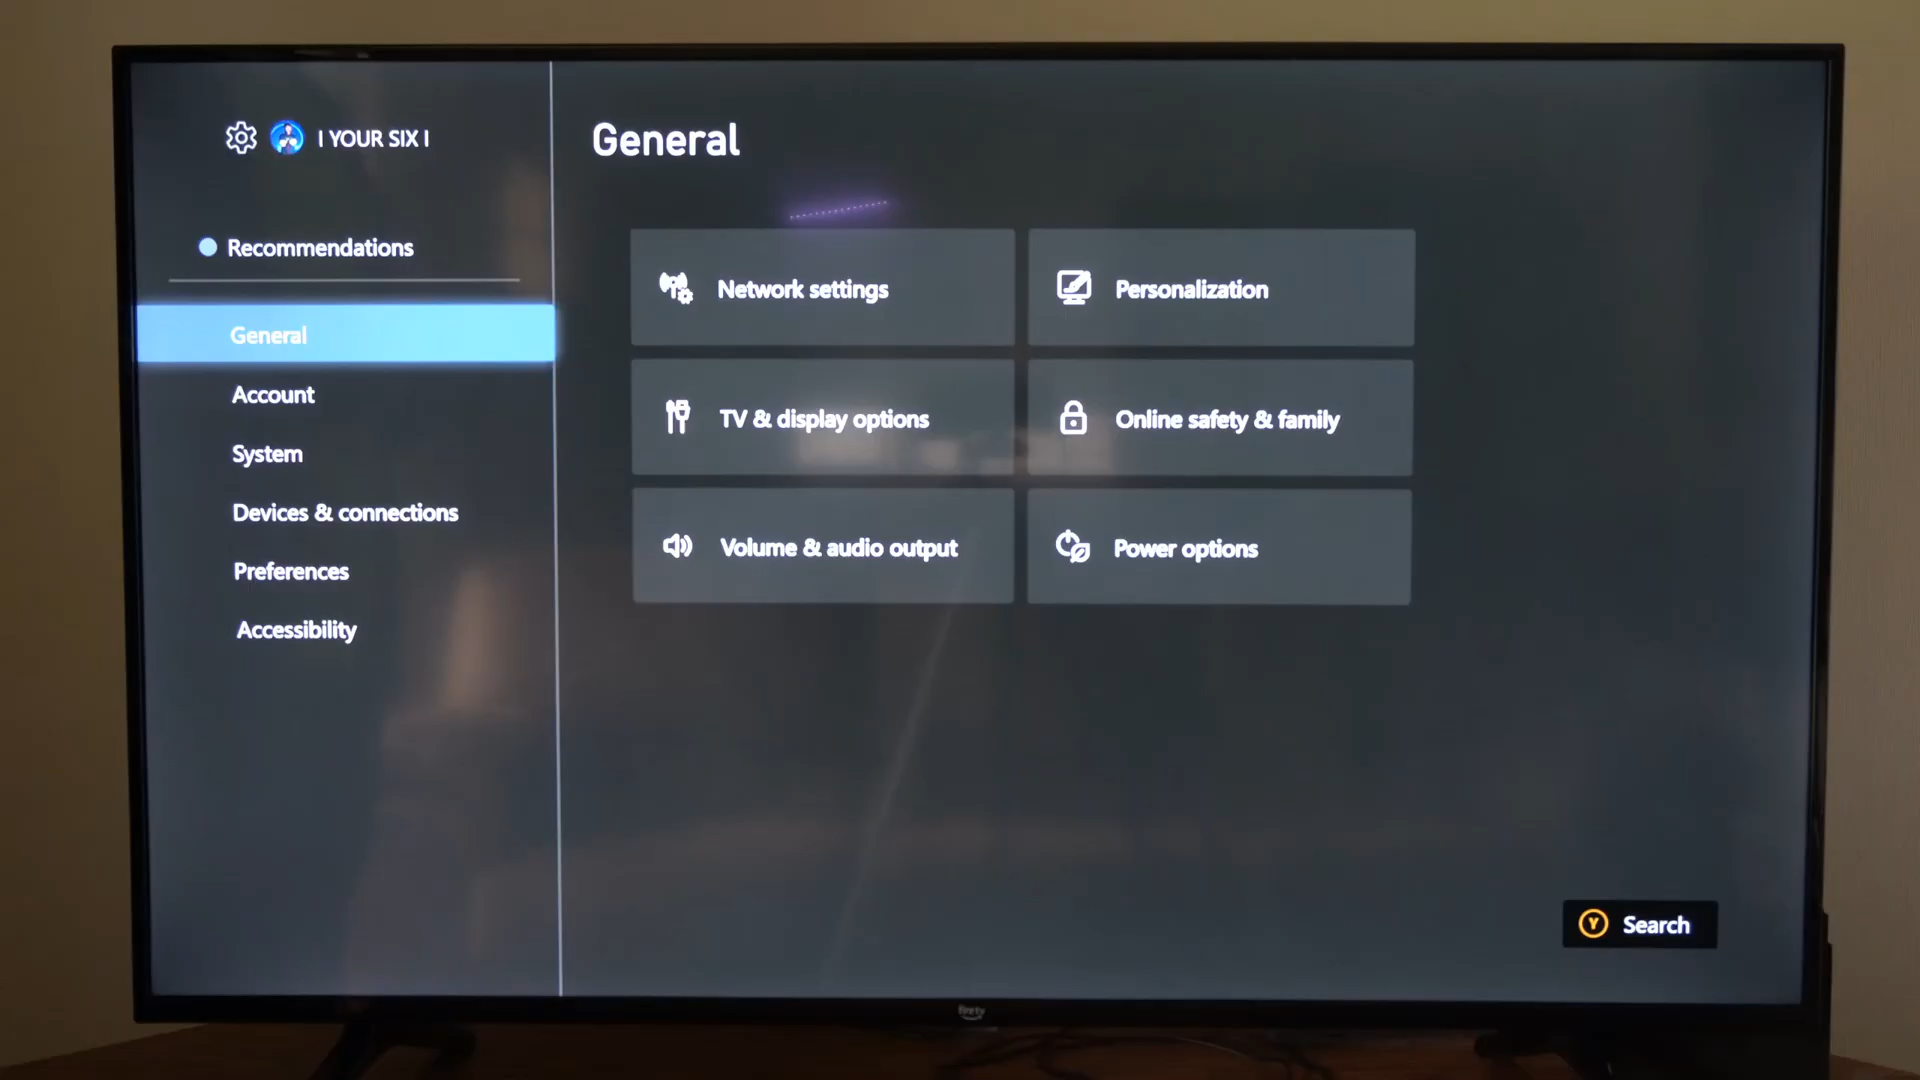 I YOUR SIX I
Recommendations
General
Account
System
Devices & connections
Preferences
Accessibility
General
Network settings
Personalization
TV & display options
Online safety & family
Volume & audio output
Power options
Y Search
firetv